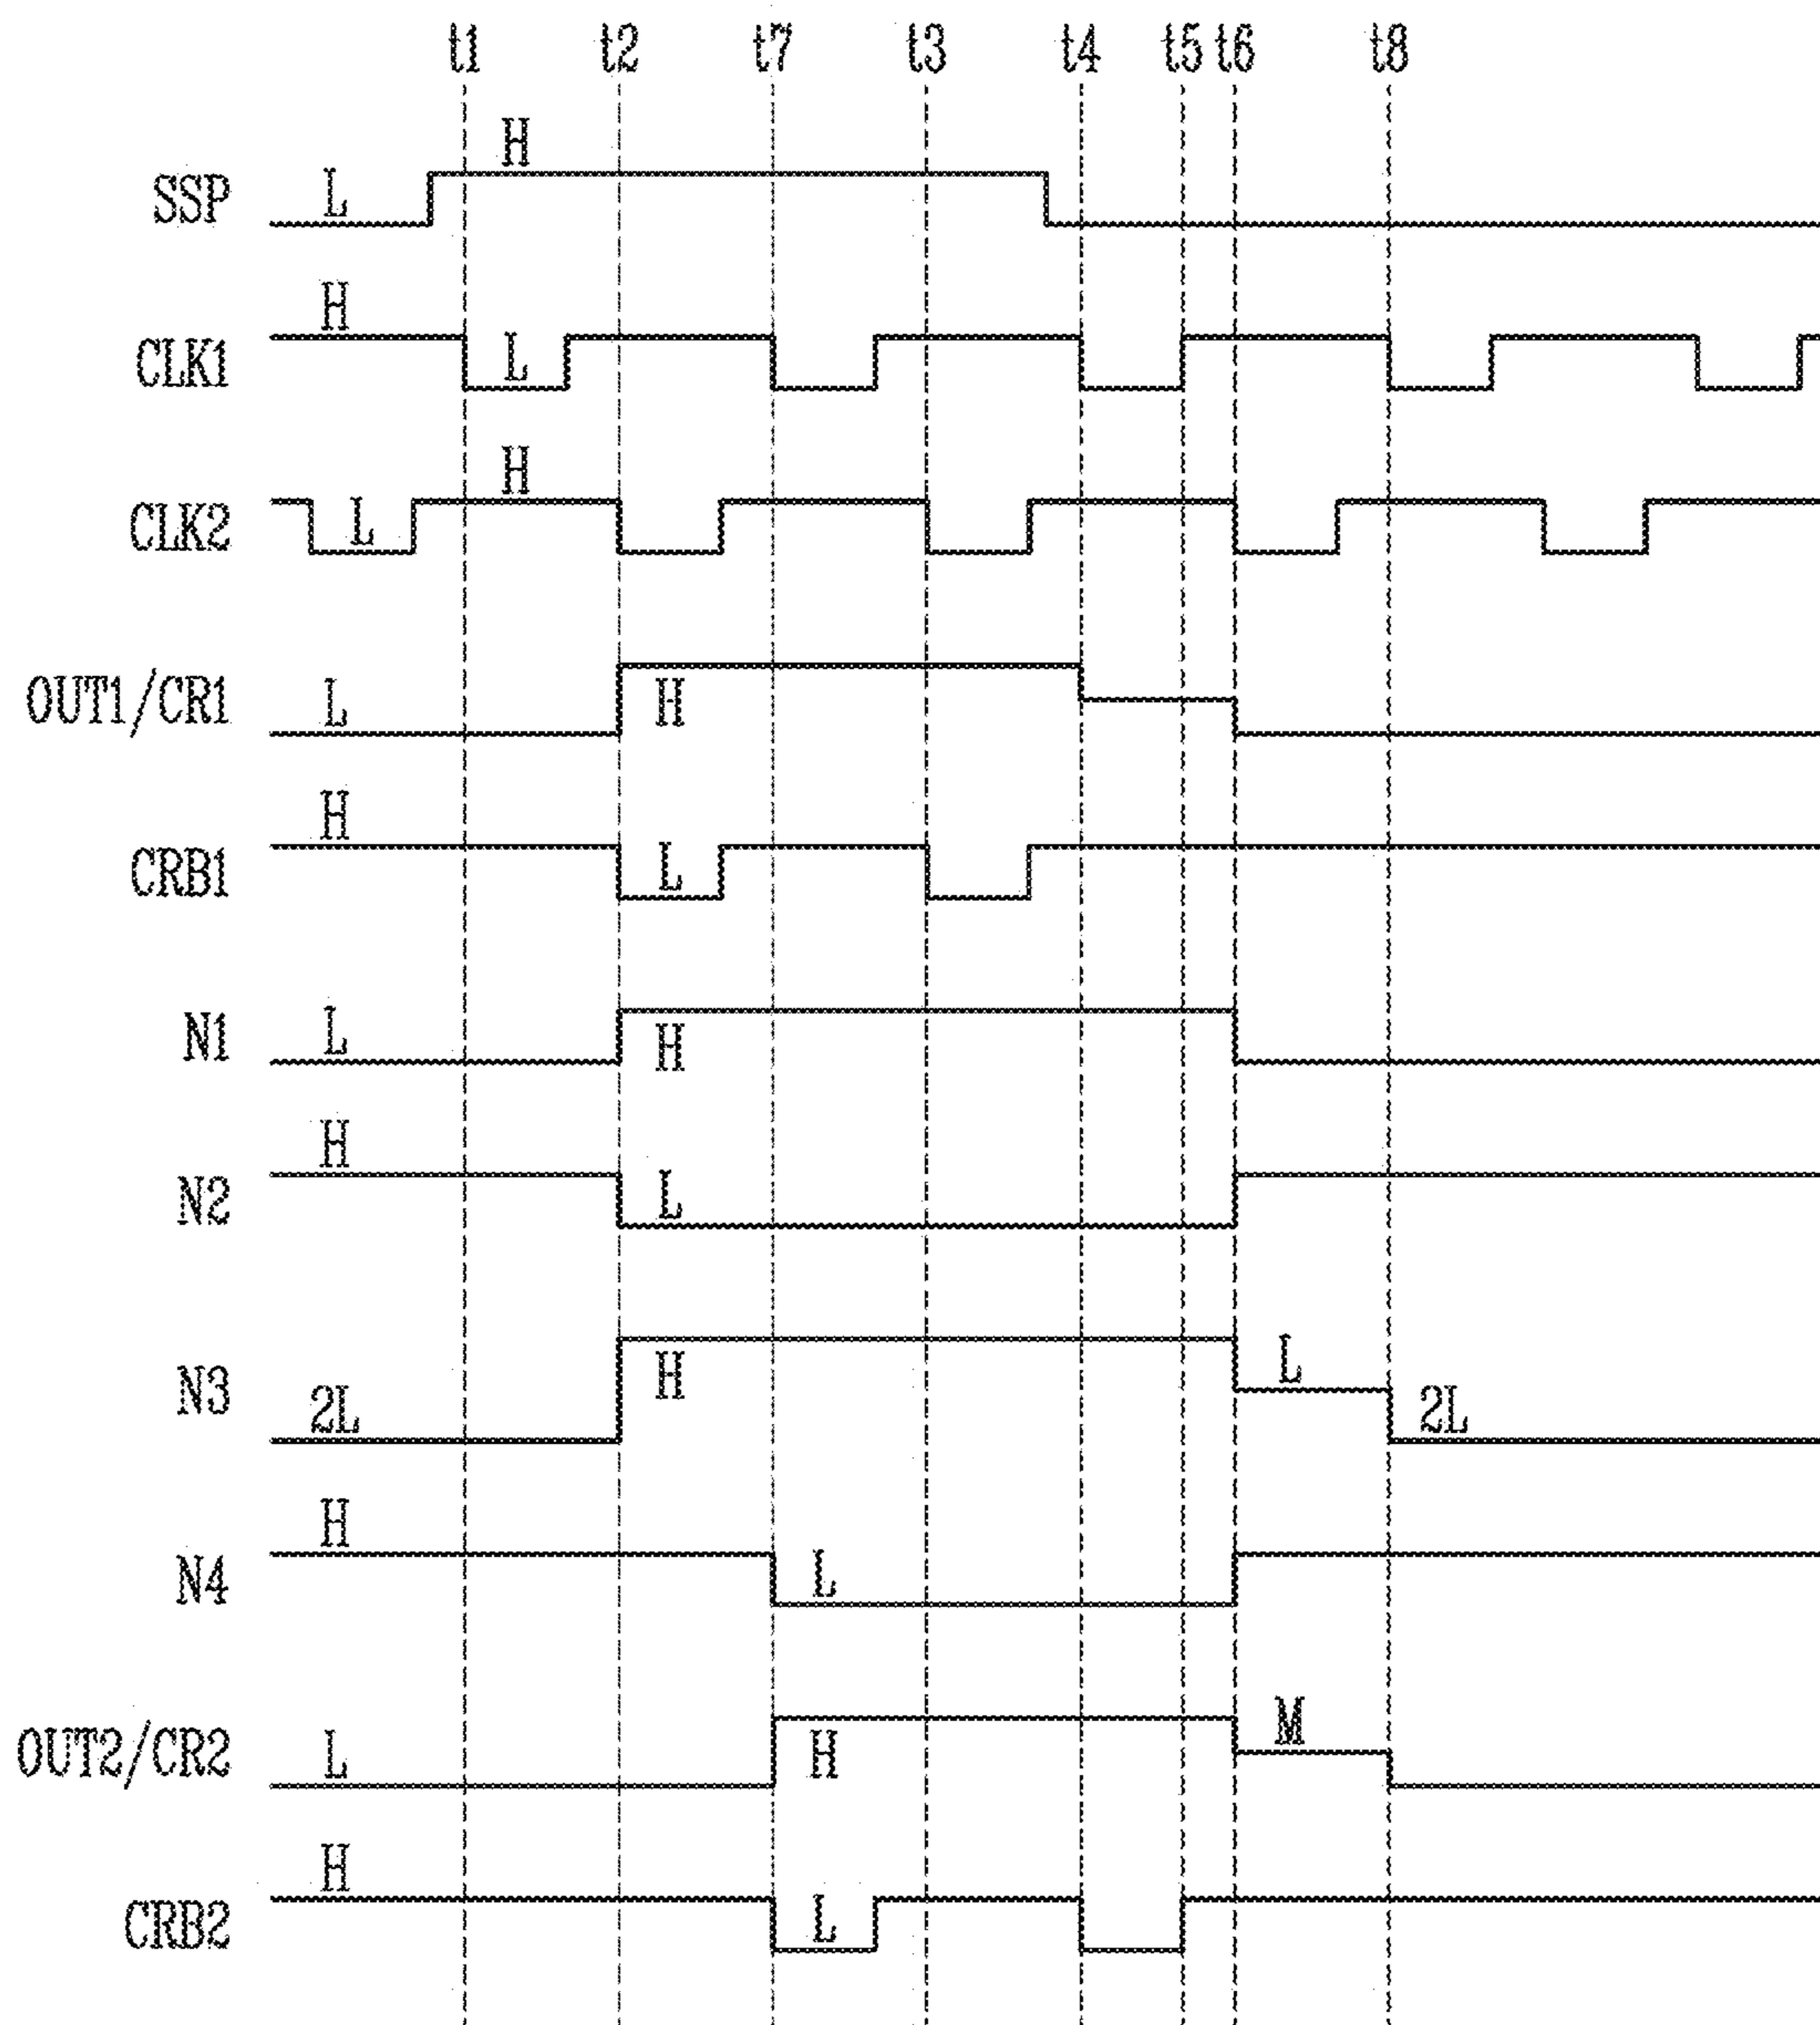 t1 t2 t7 t3 t4 t5 t6 t8
H
SSP L
H
CLK1 L
H
CLK2 L
OUT1/CR1 L H
H
CRB1 L
N1 L H
H
N2 L
L
N3 2L H 2L
H
N4 L
M
OUT2/CR2 L H
H
CRB2 L